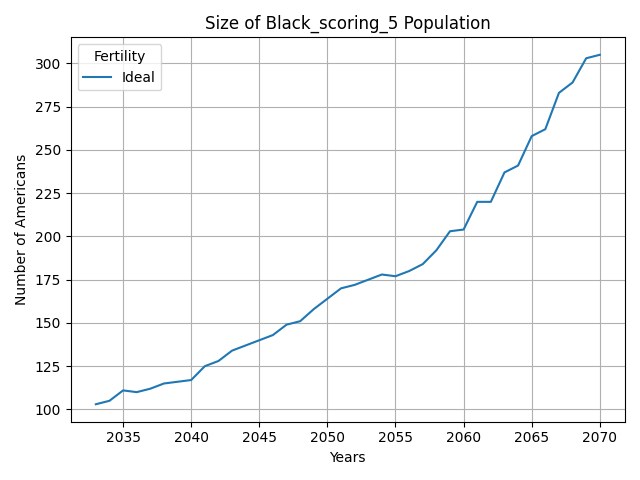 Size of Black_scoring_5 Population
Fertility
Ideal
Number of Americans
300
275
250
225
200
175
150
125
100
2035 2040 2045 2050 2055 2060 2065 2070
Years